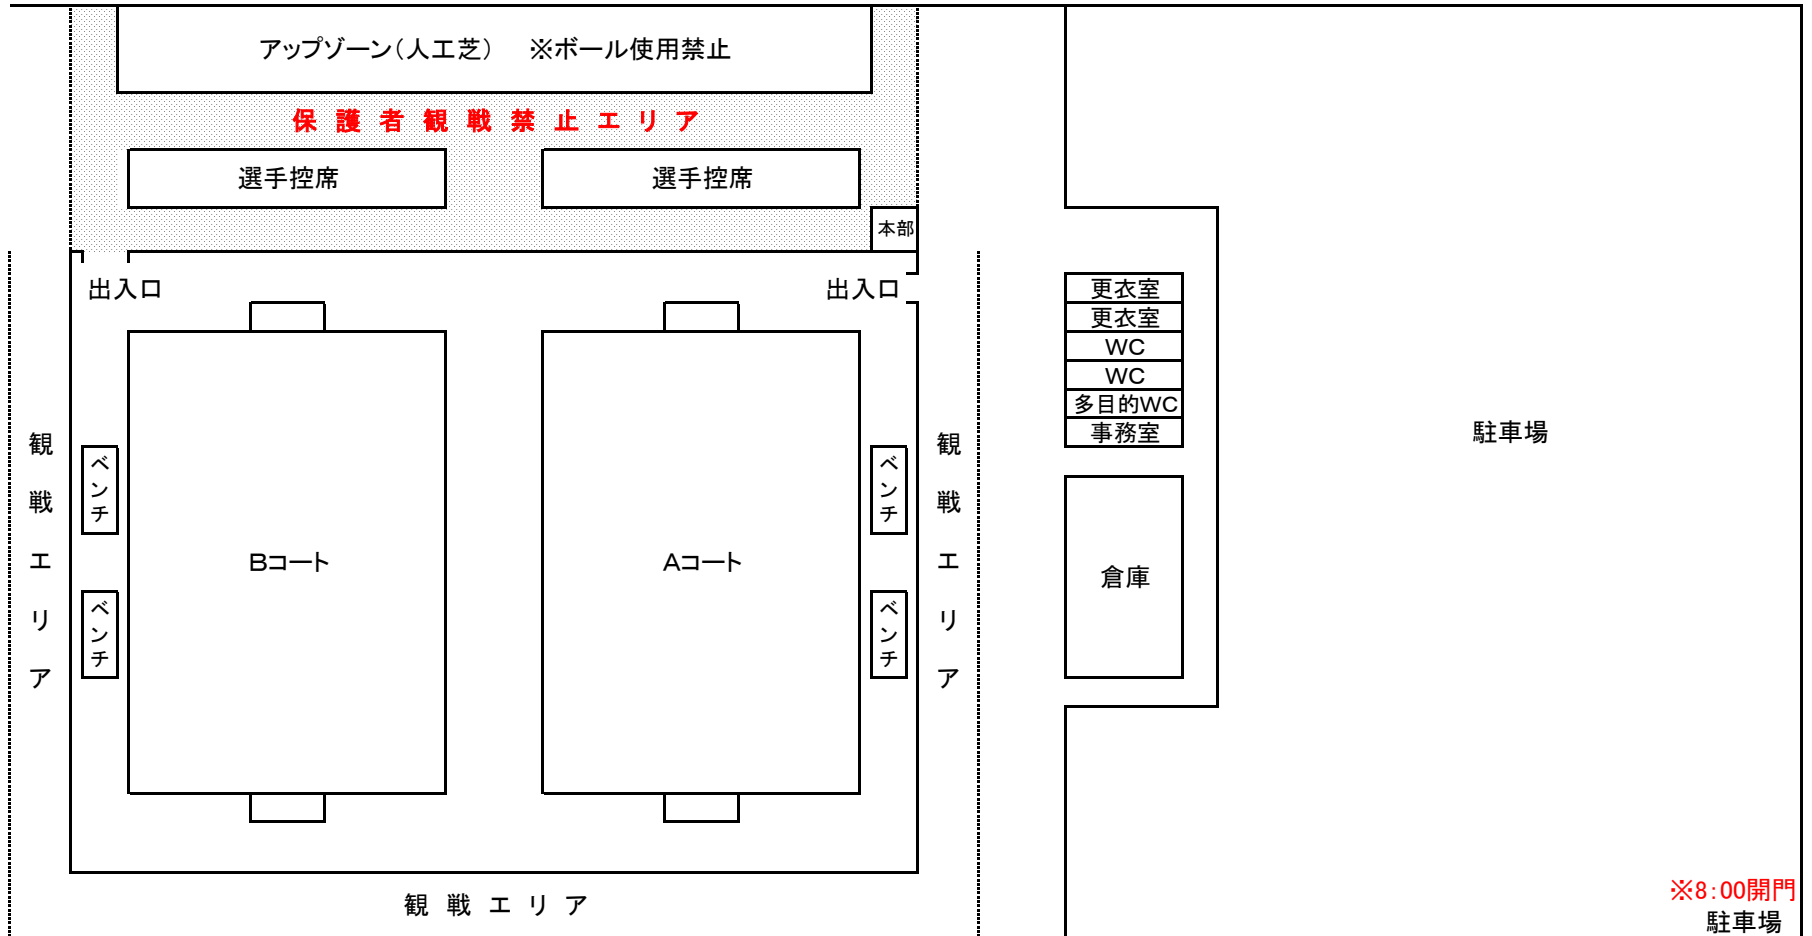 アップゾーン（人工芝）　※ボール使用禁止
保護者観戦禁止エリア
選手控席
選手控席
本部
出入口
出入口
更衣室
更衣室
WC
WC
多目的WC
事務室
観戦エリア
ベンチ
ベンチ
Bコート
Aコート
ベンチ
ベンチ
観戦エリア
倉庫
駐車場
観戦エリア
※8:00開門
駐車場